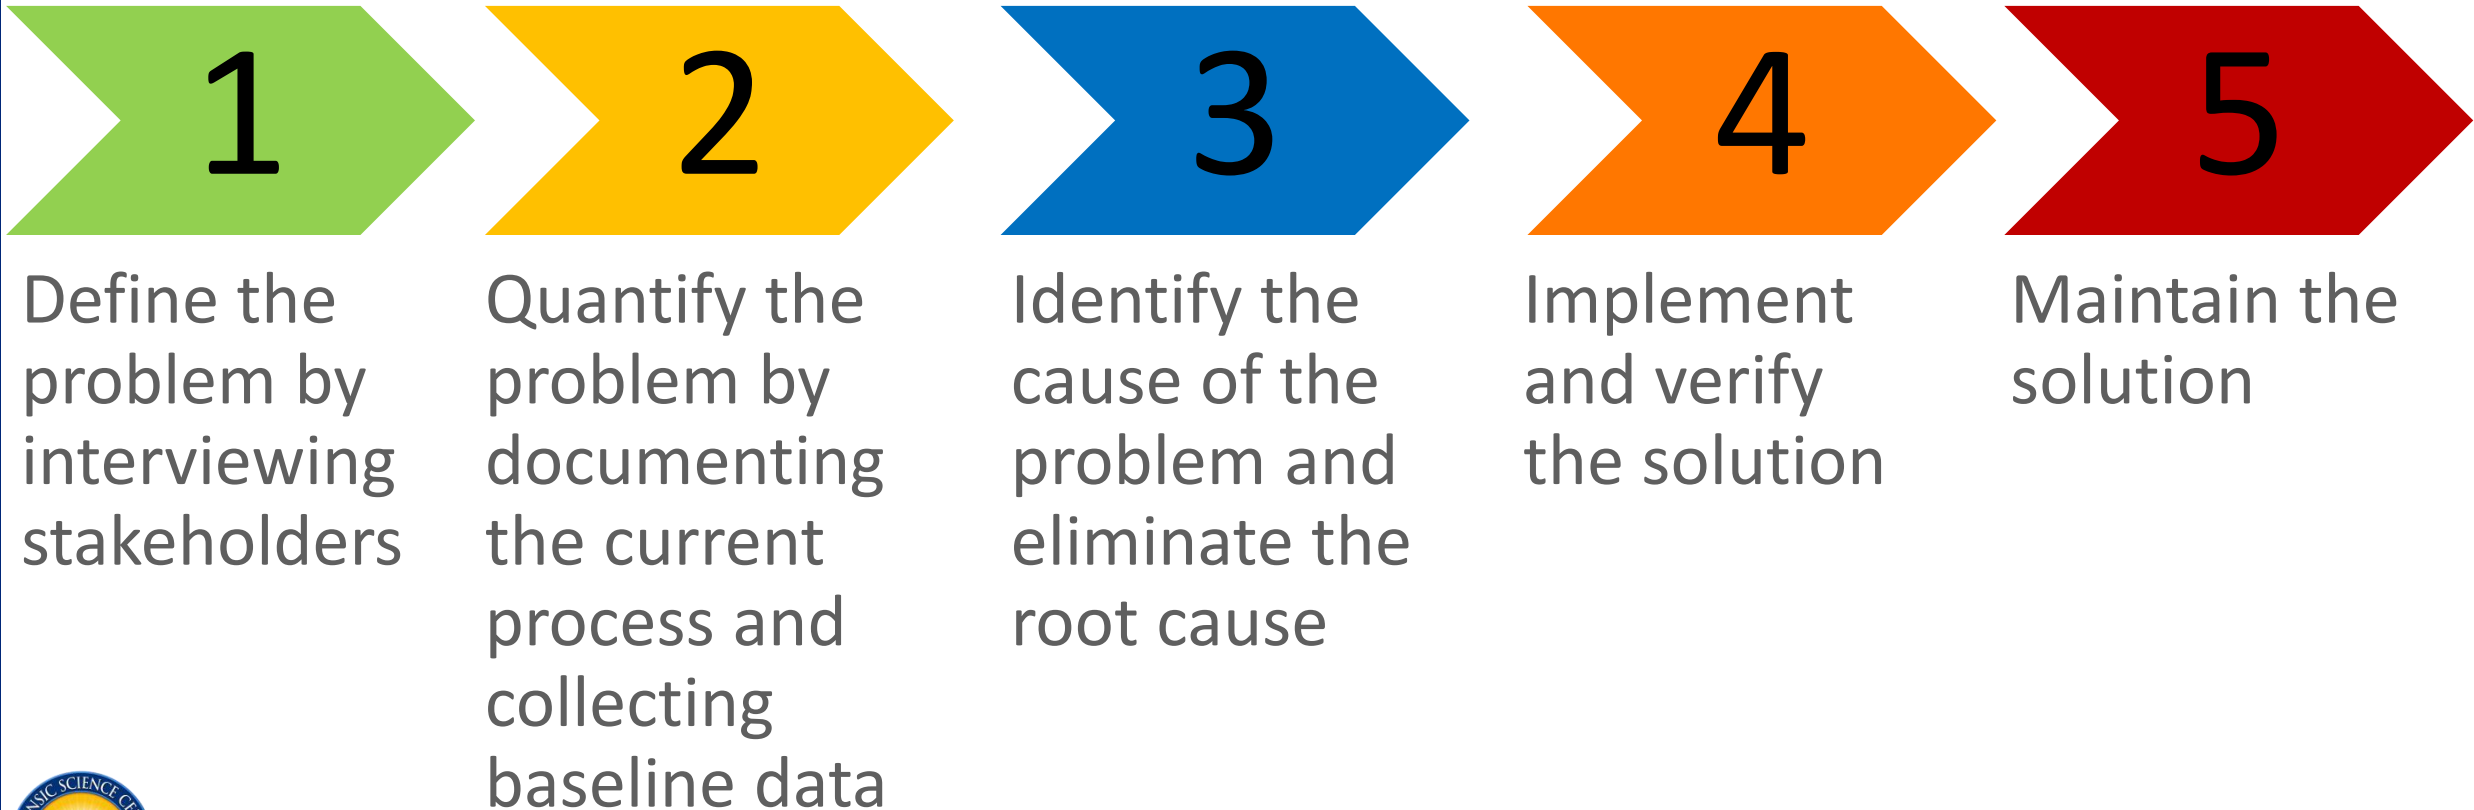 1
Define the
problem by
interviewing
stakeholders
2
Quantify the
problem by
documenting
the current
process and
collecting
baseline data
3
Identify the
cause of the
problem and
eliminate the
root cause
4
Implement
and verify
the solution
5
Maintain the
solution
SCIENCE